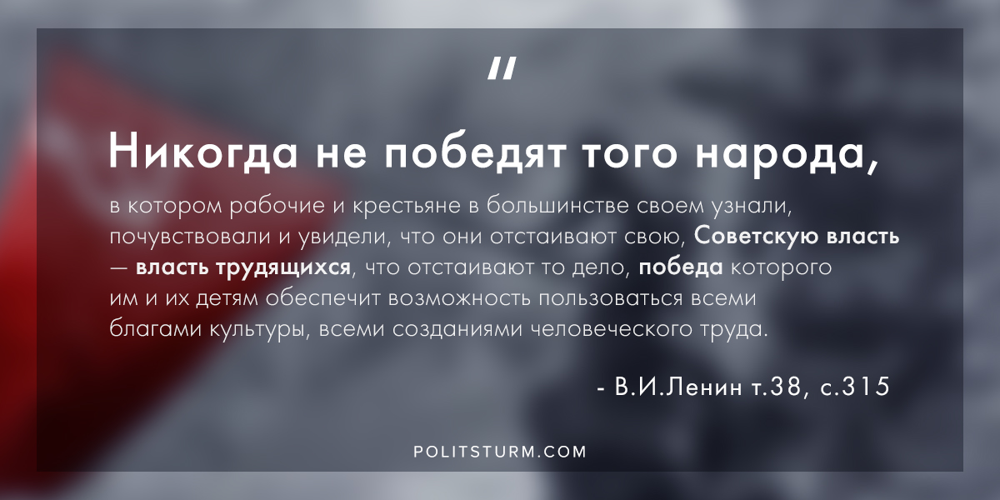 "
Никогда не победят того народа,
в котором рабочие и крестьяне в большинстве своем узнали,
почувствовали и увидели, что они отстаивают свою, Советскую власть
— власть трудящихся, что отстаивают то дело, победа которого
им и их детям обеспечит возможность пользоваться всеми
благами культуры, всеми созданиями человеческого труда.
- В.И.Ленин т.38, с.315
POLITSTURM.COM